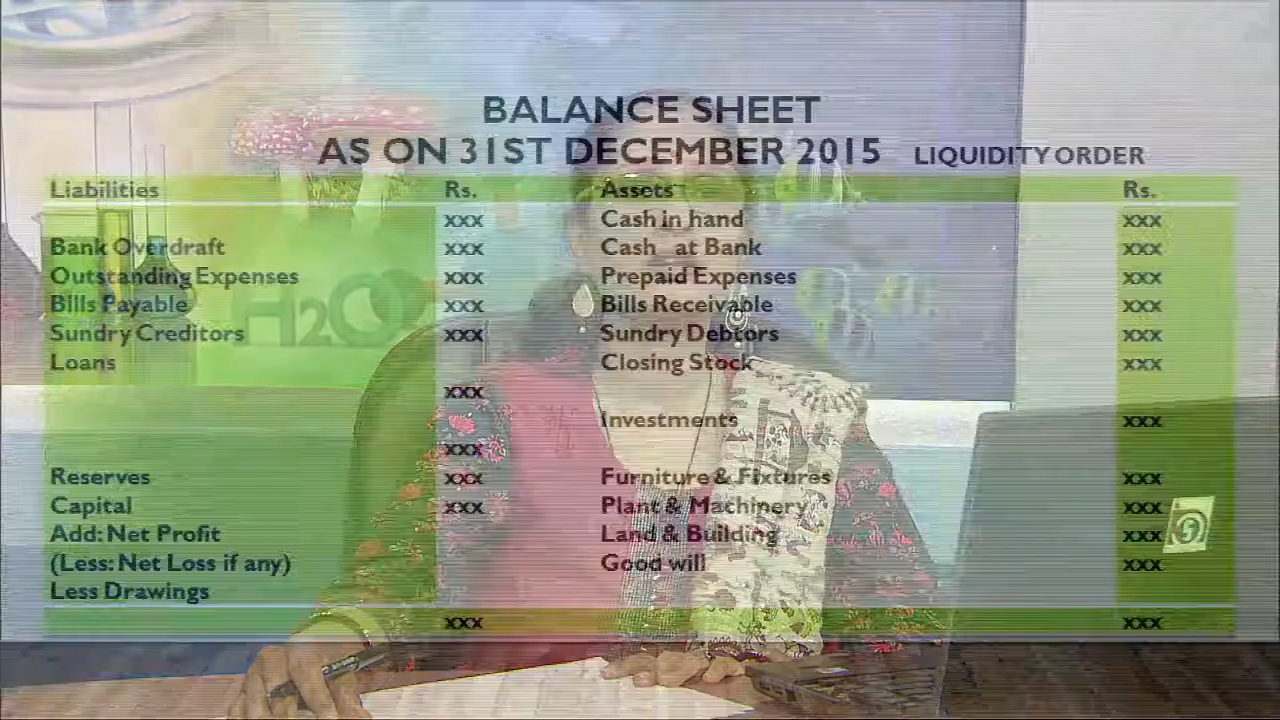 BALANCE SHEET
AS ON 31ST DECEMBER 2015 LIQUIDITY ORDER
Liabilities Rs. Assets Rs.
xxx Cash in hand xxx
Bank Overdraft xxx Cash at Bank xxx
Outstanding Expenses xxx Prepaid Expenses xxx
Bills Payable xxx Bills Receivable xxx
Sundry Creditors xxx Sundry Debtors xxx
Loans Closing Stock xxx
xxx
Investments xxx
xxx
Reserves xxx Furniture & Fixtures xxx
Capital xxx Plant & Machinery xxx
Add: Net Profit Land & Building xxx
(Less: Net Loss if any) Good will xxx
Less Drawings
xxx xxx
H2O